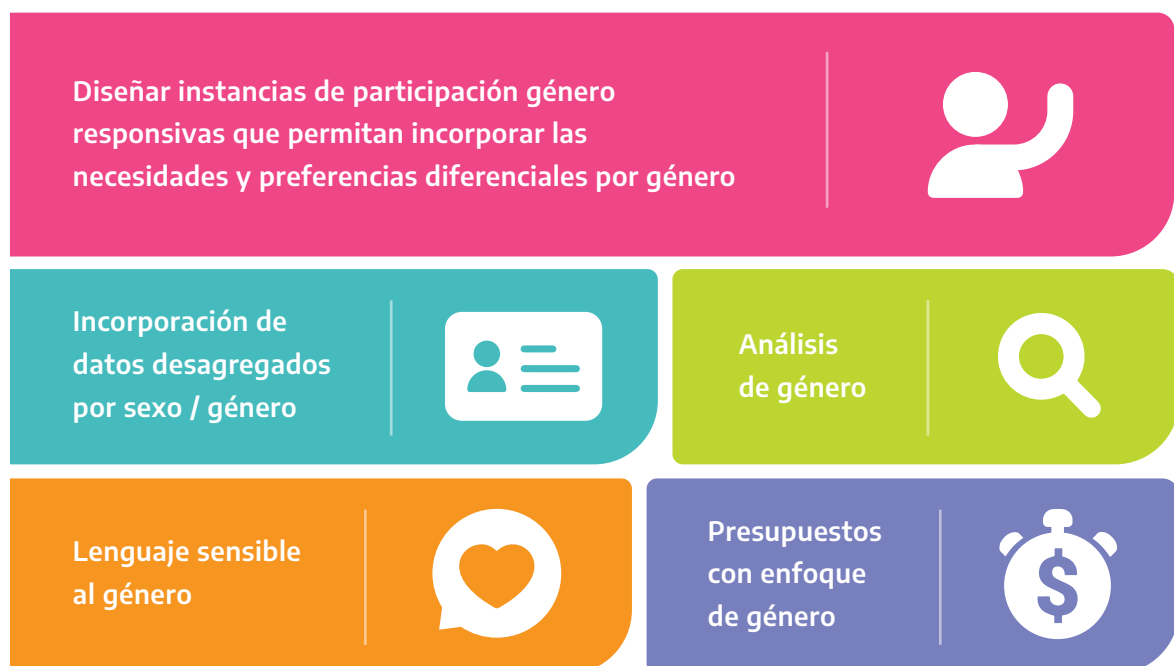 Diseñar instancias de participación género
responsivas que permitan incorporar las
necesidades y preferencias diferenciales por género
Incorporación de
datos desagregados
por sexo / género
Análisis
de género
Lenguaje sensible
al género
Presupuestos
con enfoque
de género
$